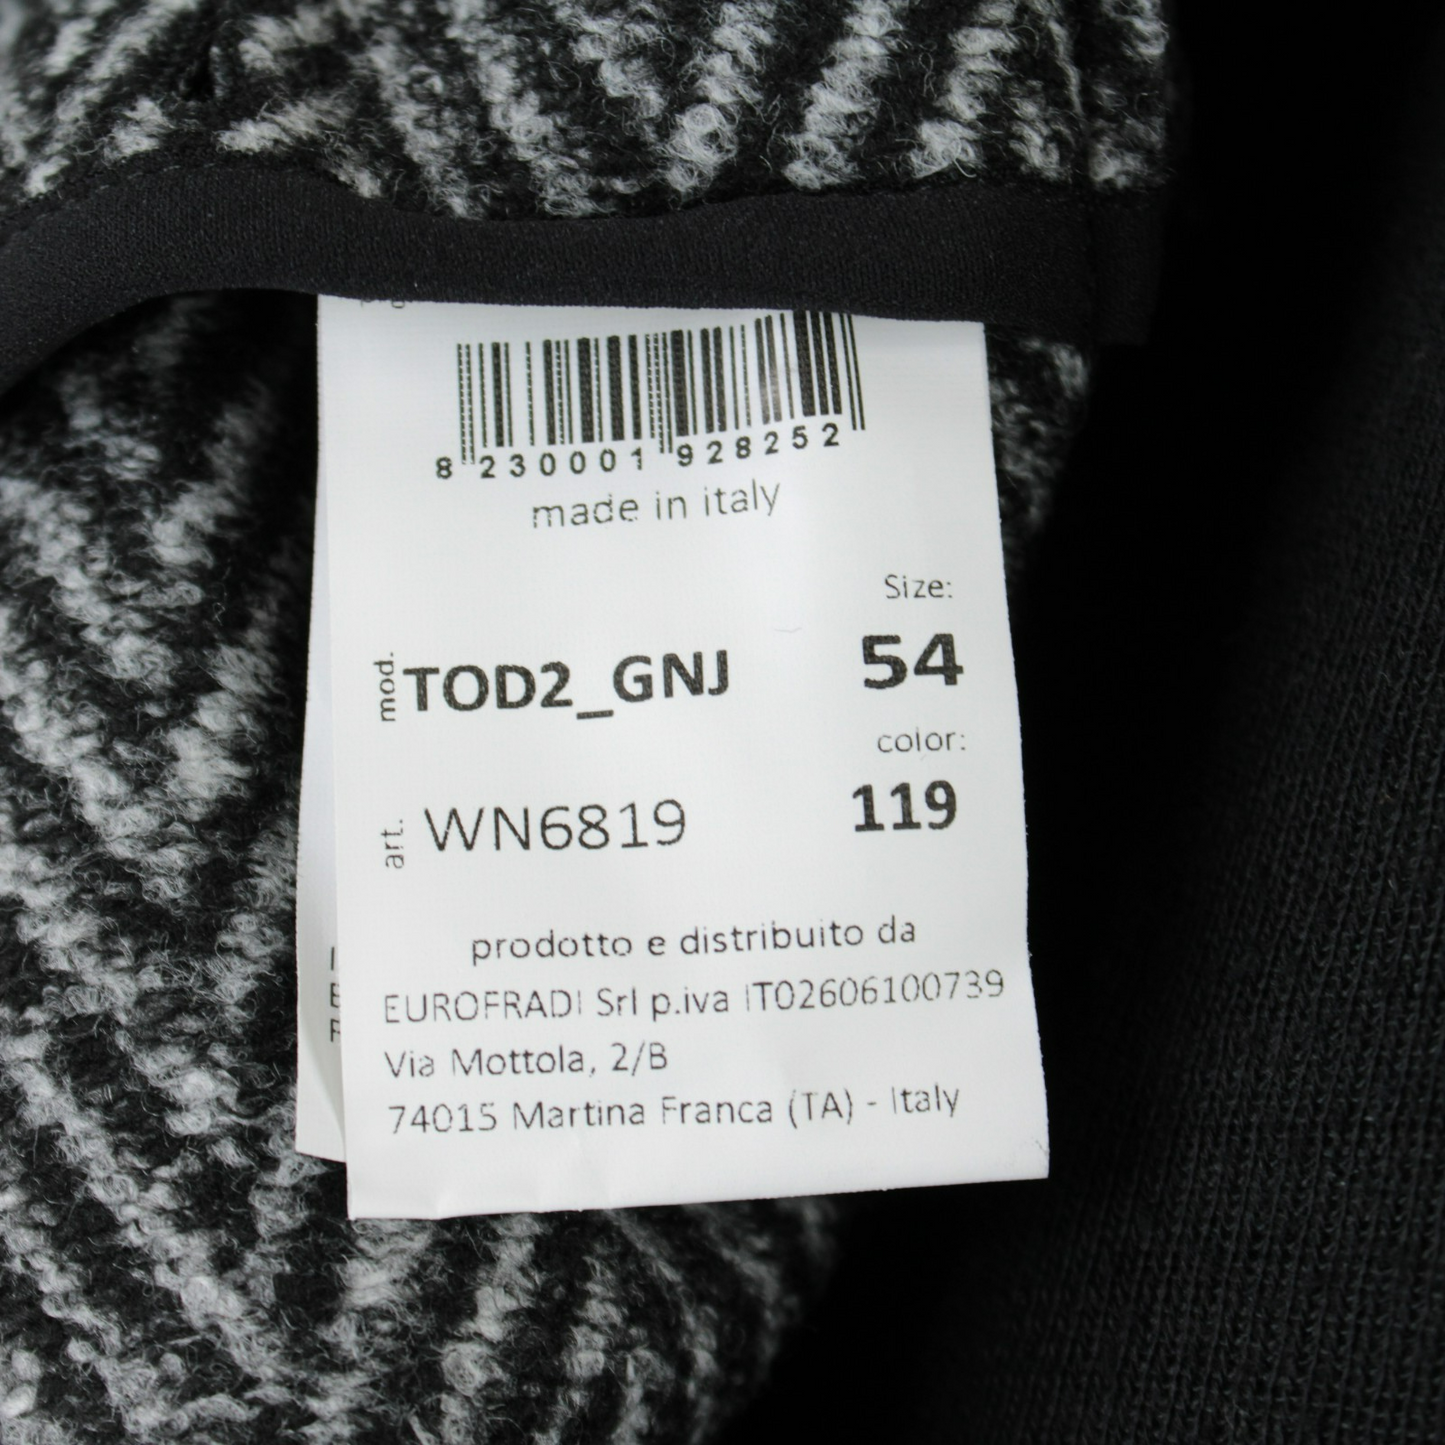 8 230001 928252
made in italy
Size:
mod. TOD2_GNJ 54
color:
art. WN6819 119
prodotto e distribuito da
EUROFRADI Srl p.iva IT02606100739
Via Mottola, 2/B
74015 Martina Franca (TA) - Italy